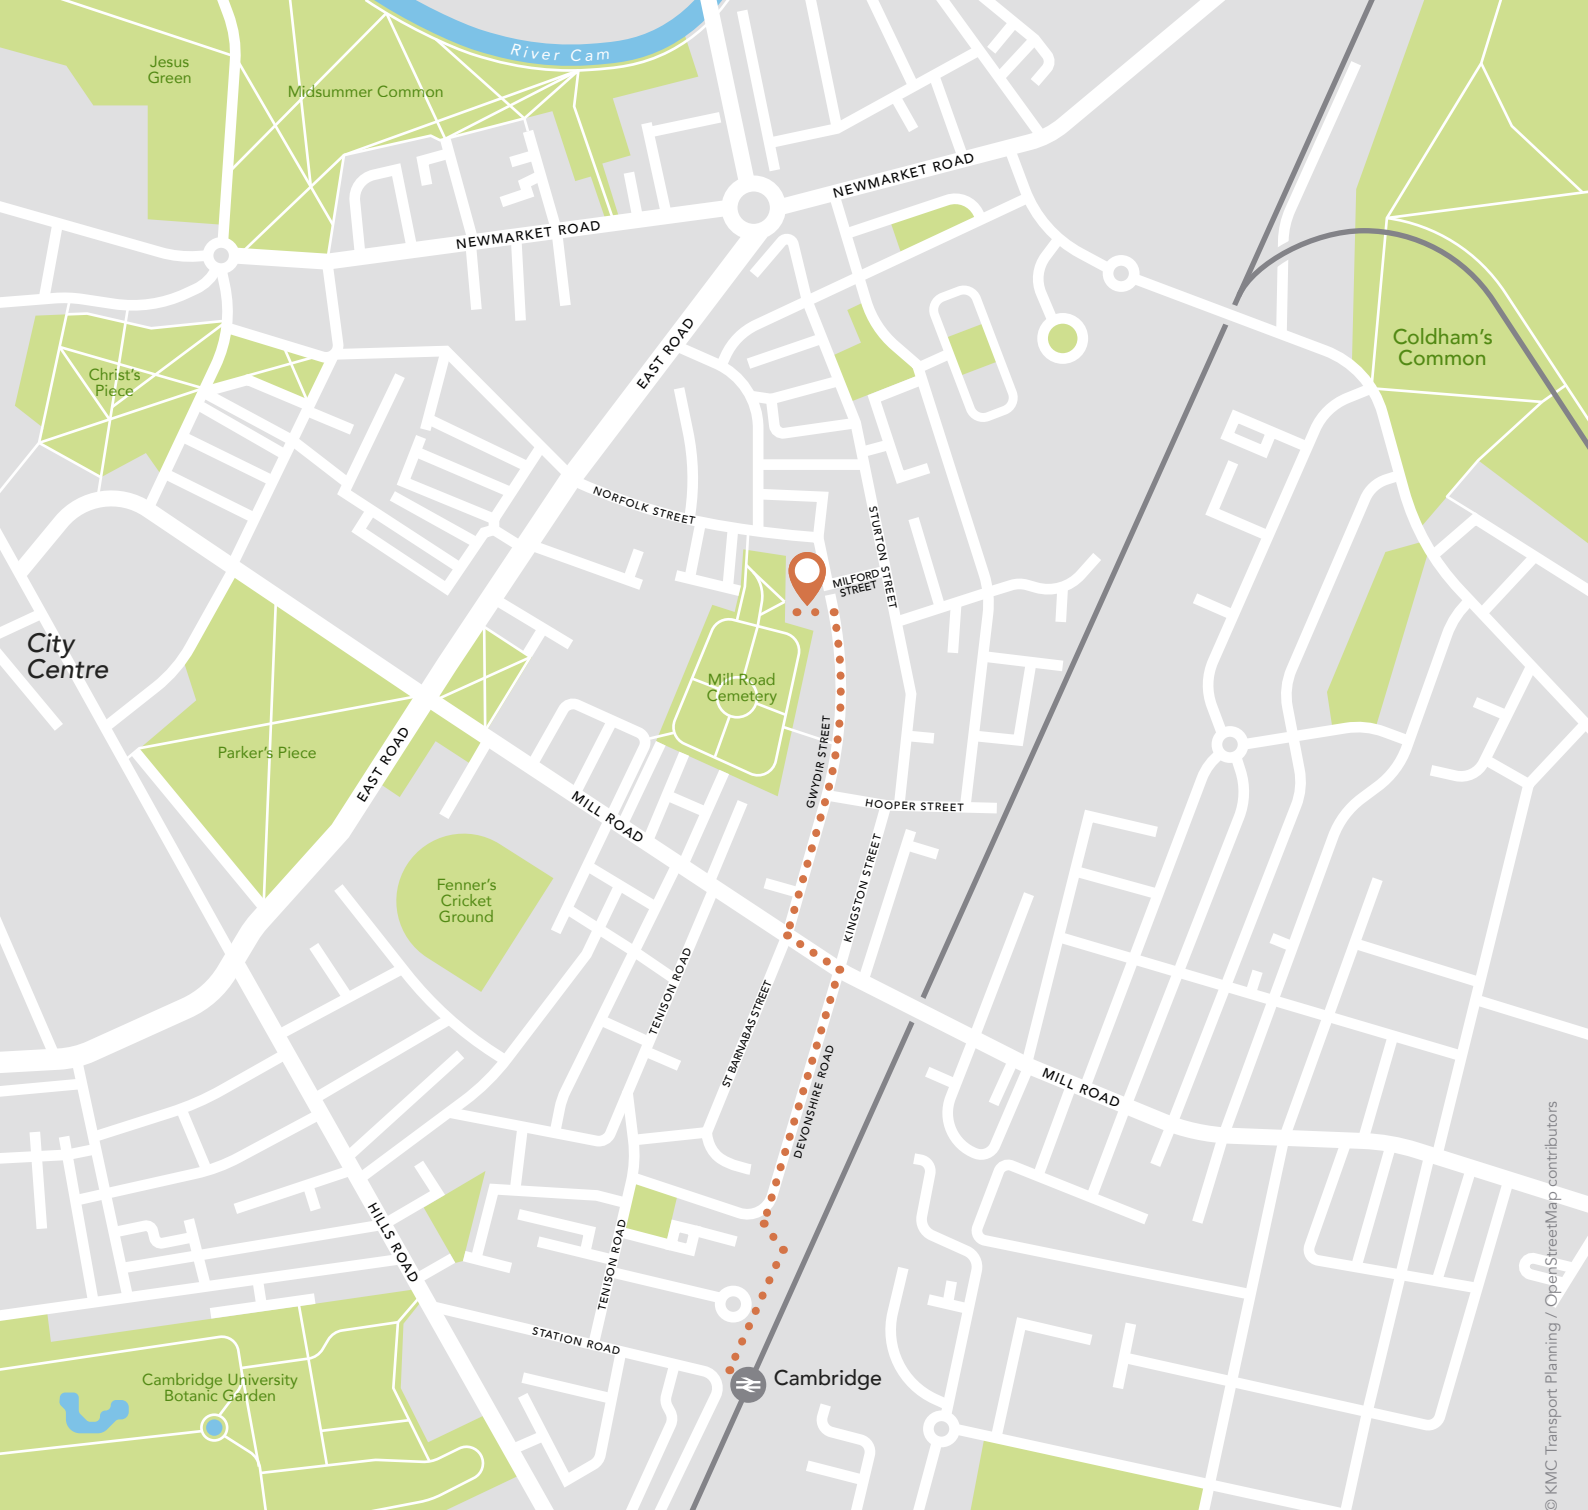 River Cam
Jesus
Green
Midsummer Common
NEWMARKET ROAD
NEWMARKET ROAD
EAST ROAD
Coldham's
Common
Christ's
Piece
NORFOLK STREET
STURTON STREET
MILFORD
STREET
City
Centre
Mill Road
Cemetery
Parker's Piece
EAST ROAD
GWYDIR STREET
HOOPER STREET
MILL ROAD
KINGSTON STREET
Fenner's
Cricket
Ground
TENISON ROAD
ST BARNABAS STREET
DEVONSHIRE ROAD
MILL ROAD
HILLS ROAD
TENISON ROAD
STATION ROAD
Cambridge
Cambridge University
Botanic Garden
© KMC Transport Planning / OpenStreetMap contributors